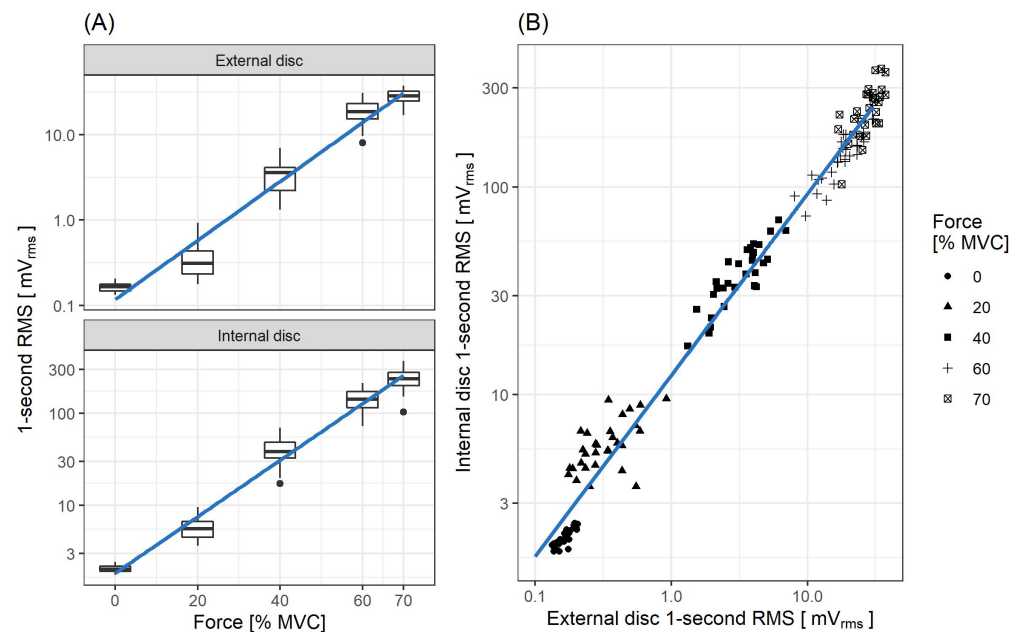 (A)
External disc
10.0
1.0
0.1
Internal disc
300
100
30
10
3
0 20 40 60 70
Force [% MVC]
1-second RMS [ mVrms ]
(B)
300
100
30
10
3
0.1 1.0 10.0
External disc 1-second RMS [ mVrms ]
Internal disc 1-second RMS [ mVrms ]
Force
[% MVC]
0
20
40
60
70